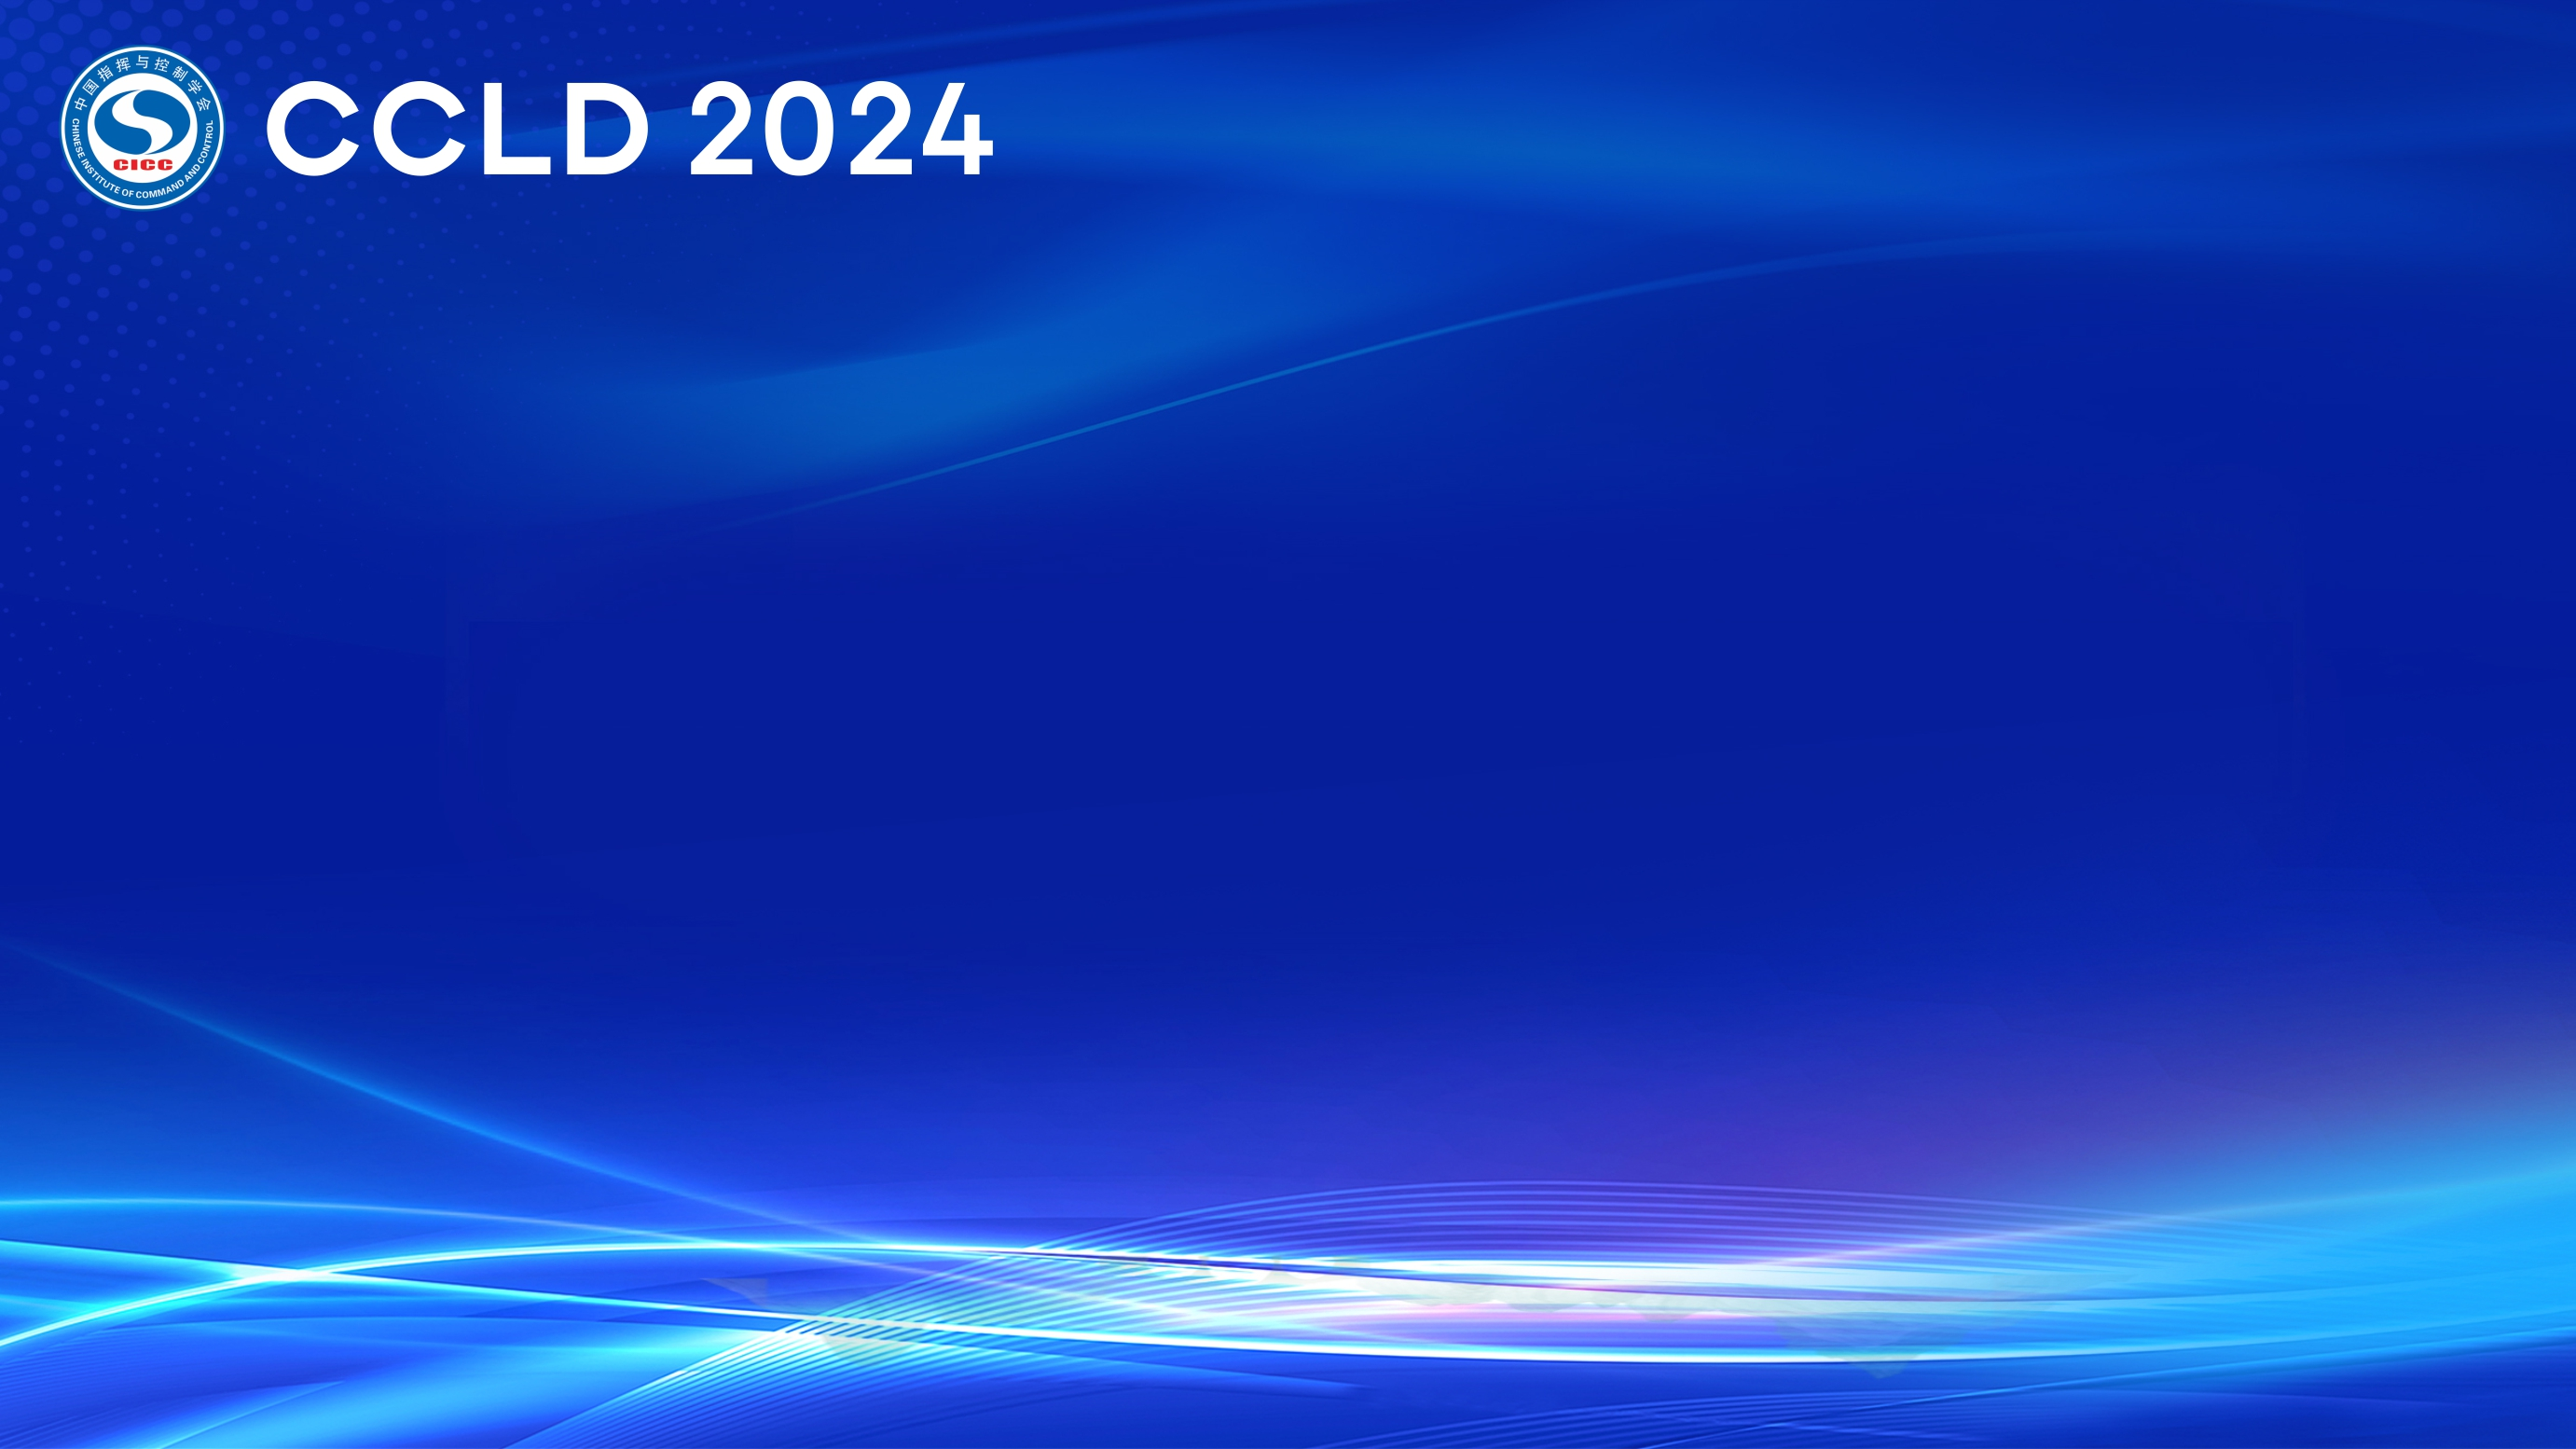 中国指挥与控制学会
CICC
CHINESE INSTITUTE OF COMMAND AND CONTROL
CCLD 2024